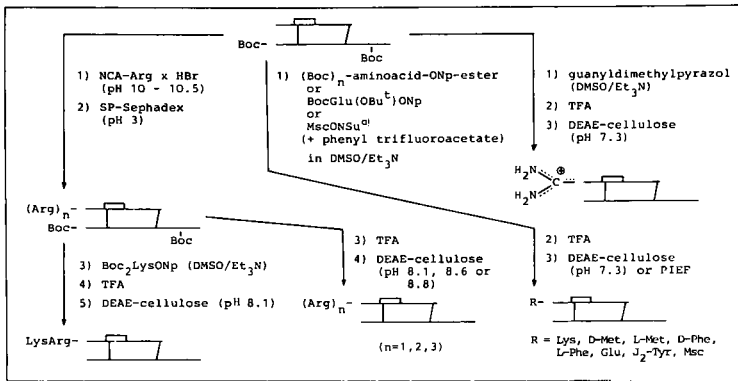 Boc-
Boc
1) NCA-Arg x HBr
(pH 10 - 10.5)
2) SP-Sephadex
(pH 3)
1) (Boc)n-aminoacid-ONp-ester
or
BocGlu(OBu^t)ONp
or
MscONSu^a)
(+ phenyl trifluoroacetate)
in DMSO/Et3N
1) guanyldimethylpyrazol
(DMSO/Et3N)
2) TFA
3) DEAE-cellulose
(pH 7.3)
H2N
⊕
C
H2N
(Arg)n-
Boc-
Boc
3) Boc2LysONp (DMSO/Et3N)
4) TFA
5) DEAE-cellulose (pH 8.1)
LysArg-
3) TFA
4) DEAE-cellulose
(pH 8.1, 8.6 or
8.8)
(Arg)n-
(n=1,2,3)
2) TFA
3) DEAE-cellulose
(pH 7.3) or PIEF
R-
R = Lys, D-Met, L-Met, D-Phe,
L-Phe, Glu, J2-Tyr, Msc